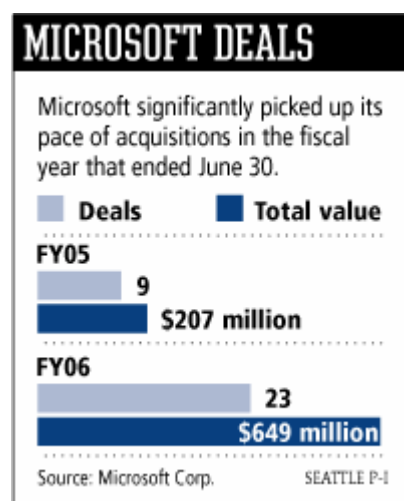 MICROSOFT DEALS
Microsoft significantly picked up its
pace of acquisitions in the fiscal
year that ended June 30.
Deals Total value
FY05
9
$207 million
FY06
23
$649 million
Source: Microsoft Corp. SEATTLE P-I